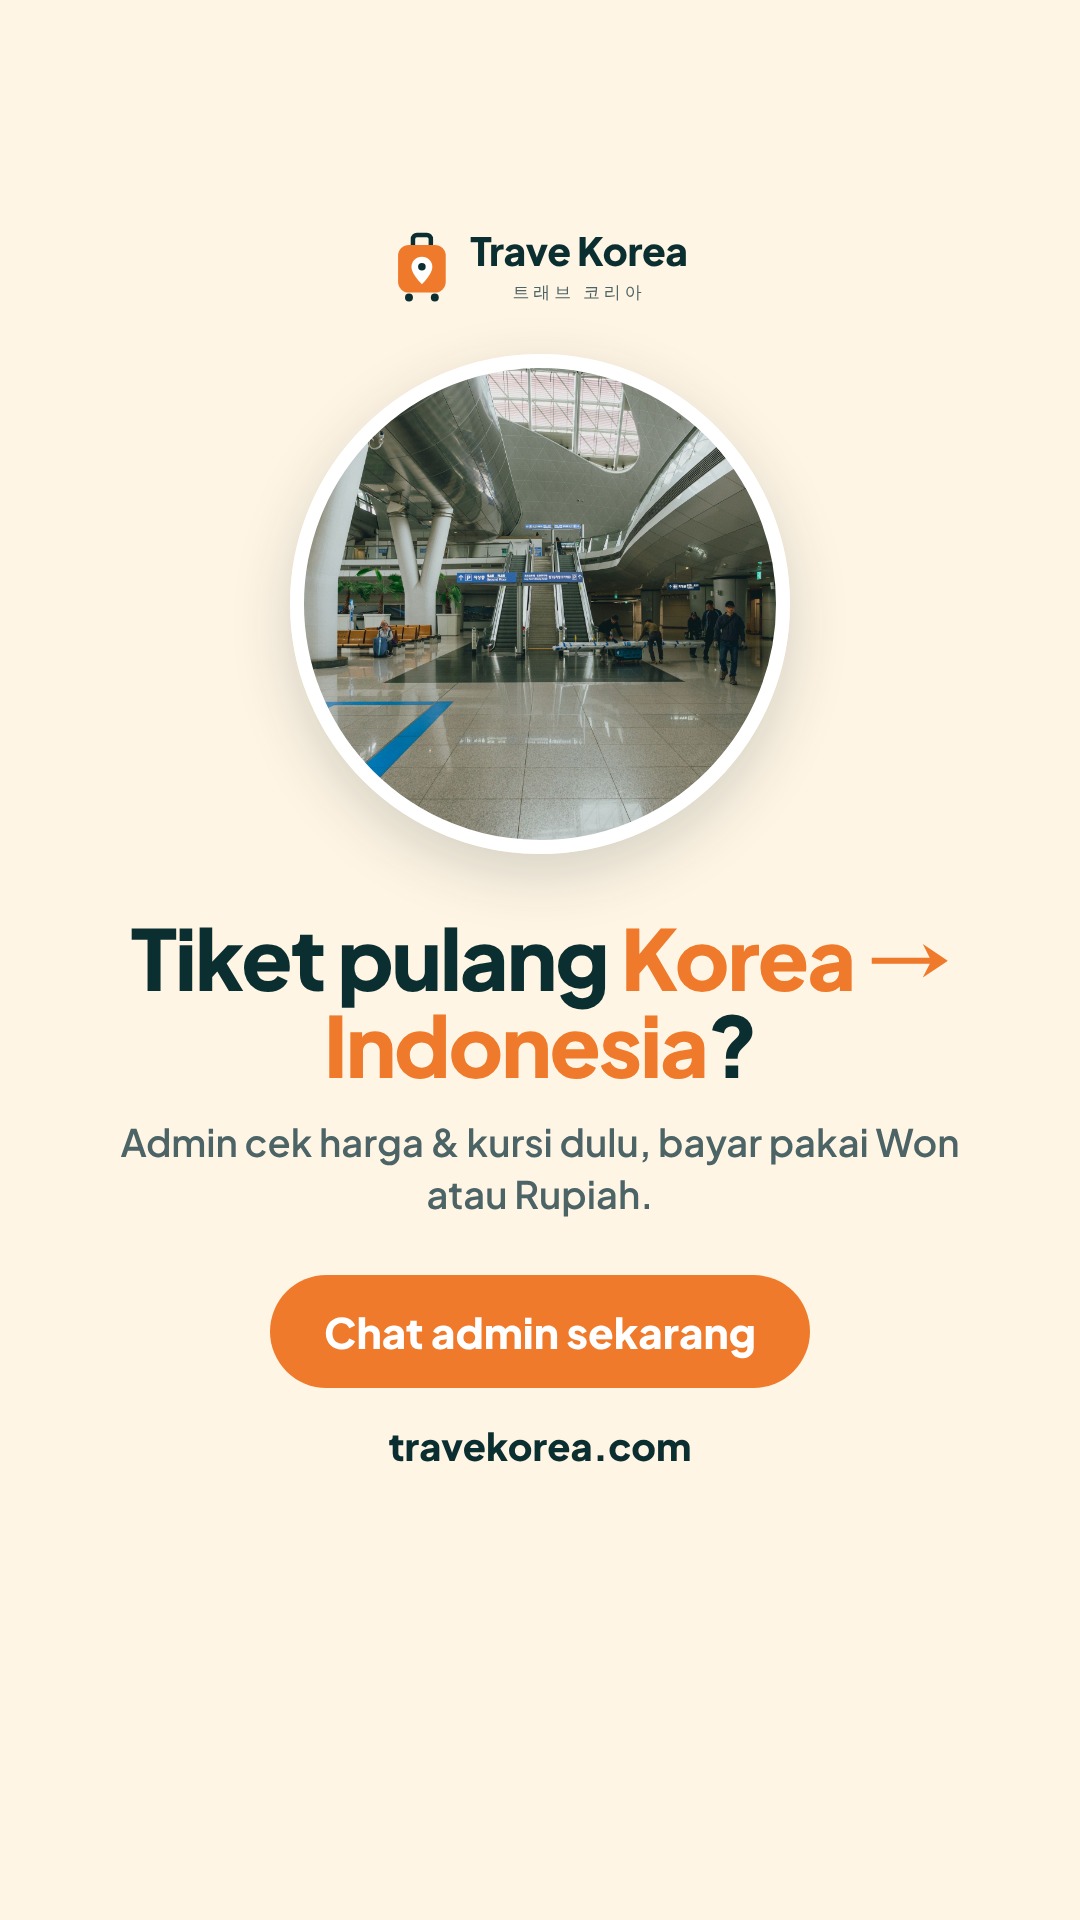 Trave Korea
트래브 코리아
Tiket pulang Korea →
Indonesia?
Admin cek harga & kursi dulu, bayar pakai Won
atau Rupiah.
Chat admin sekarang
travekorea.com